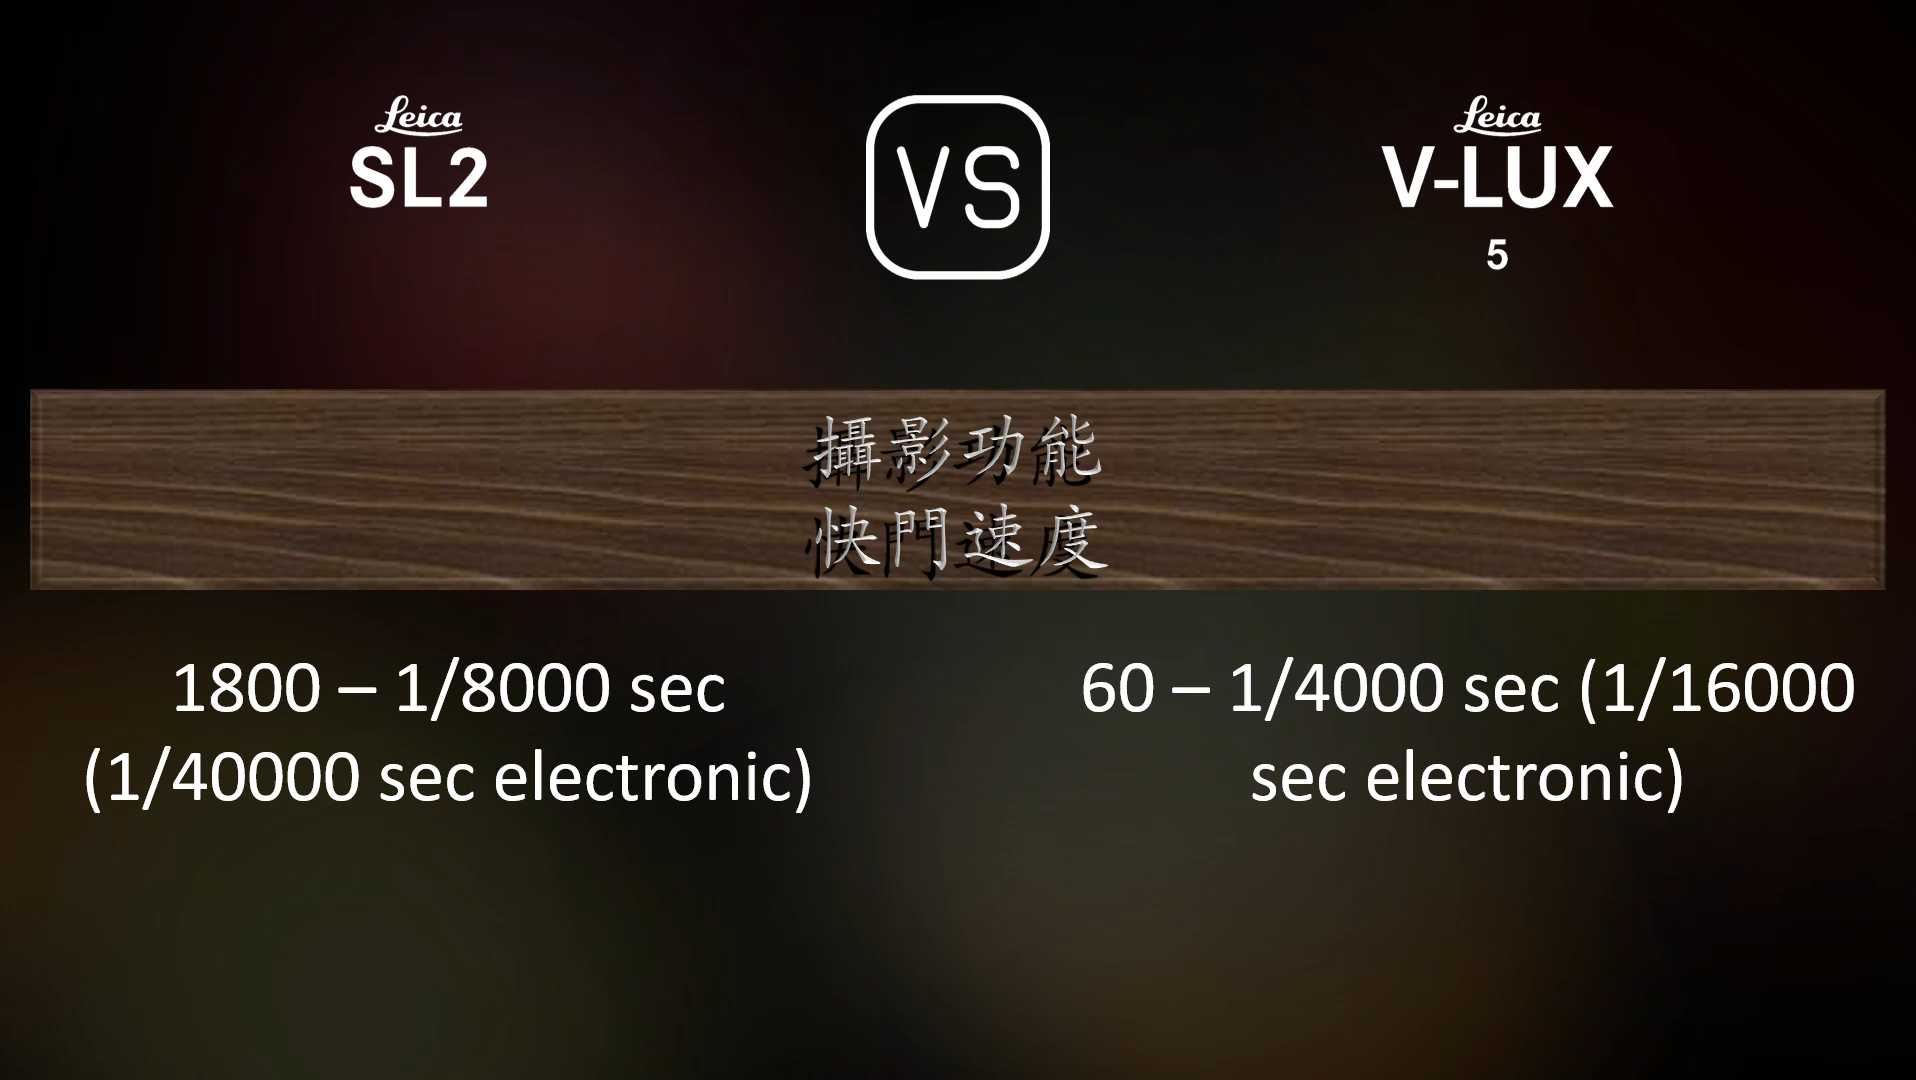 Leica
SL2
VS
Leica
V-LUX
5
攝影功能
快門速度
1800 – 1/8000 sec
(1/40000 sec electronic)
60 – 1/4000 sec (1/16000
sec electronic)